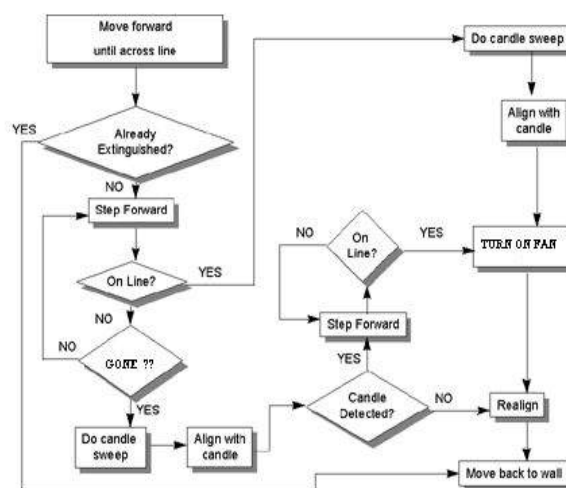 Move forward
until across line
Do candle sweep
YES
Already
Extinguished?
Align with
candle
NO
Step Forward
NO
On
Line?
YES
TURN ON FAN
On Line?
YES
NO
Step Forward
NO
GONE ??
YES
YES
Candle
Detected?
NO
Realign
Do candle
sweep
Align with
candle
Move back to wall